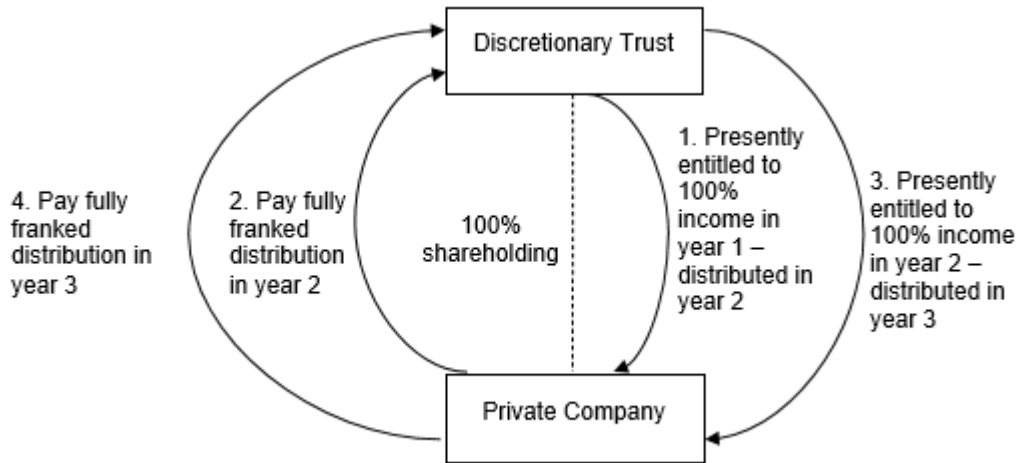 Discretionary Trust
4. Pay fully
franked
distribution in
year 3
2. Pay fully
franked
distribution
in year 2
100%
shareholding
1. Presently
entitled to
100%
income in
year 1 –
distributed in
year 2
3. Presently
entitled to
100% income
in year 2 –
distributed in
year 3
Private Company